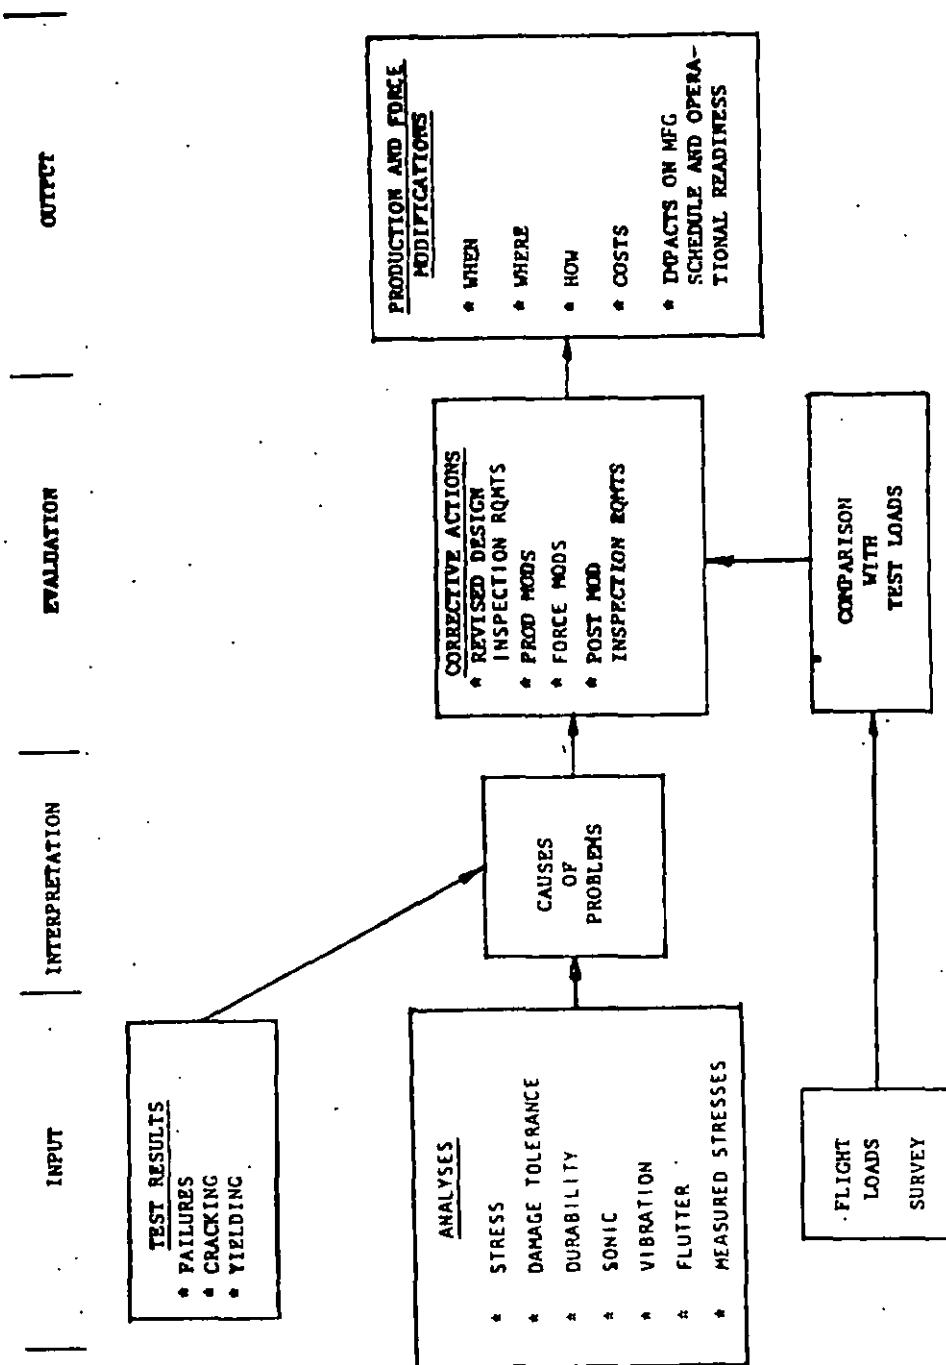 INPUT
INTERPRETATION
EVALUATION
OUTPUT
TEST RESULTS
* FAILURES
* CRACKING
* YIELDING
ANALYSES
* STRESS
* DAMAGE TOLERANCE
* DURABILITY
* SONIC
* VIBRATION
* FLUTTER
* MEASURED STRESSES
FLIGHT
LOADS
SURVEY
CAUSES
OF
PROBLEMS
CORRECTIVE ACTIONS
* REVISED DESIGN
INSPECTION RQMTS
* PROD MODS
* FORCE MODS
* POST MOD
INSPECTION RQMTS
COMPARISON
WITH
TEST LOADS
PRODUCTION AND FORCE
MODIFICATIONS
* WHEN
* WHERE
* HOW
* COSTS
* IMPACTS ON MFG
SCHEDULE AND OPERA-
TIONAL READINESS